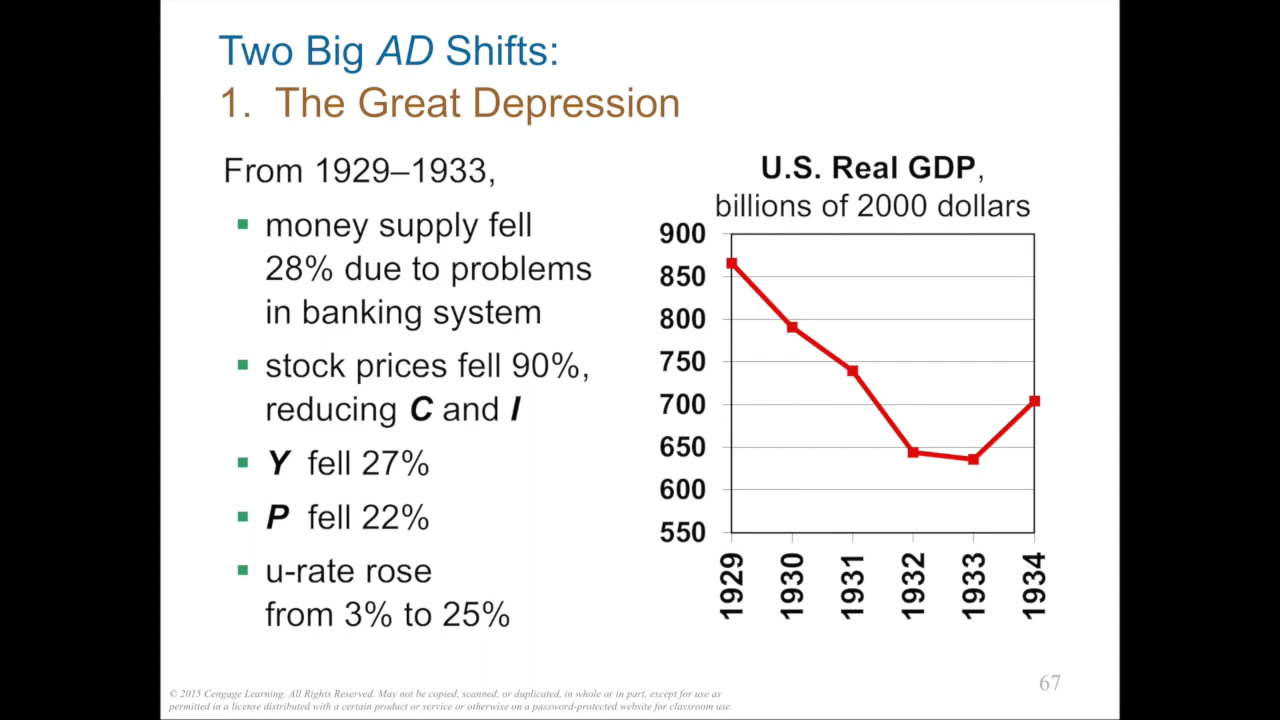 Two Big AD Shifts:
1. The Great Depression
From 1929–1933,
money supply fell
28% due to problems
in banking system
stock prices fell 90%,
reducing C and I
Y fell 27%
P fell 22%
u-rate rose
from 3% to 25%
U.S. Real GDP,
billions of 2000 dollars
900
850
800
750
700
650
600
550
1929
1930
1931
1932
1933
1934
© 2015 Cengage Learning. All Rights Reserved. May not be copied, scanned, or duplicated, in whole or in part, except for use as
permitted in a license distributed with a certain product or service or otherwise on a password-protected website for classroom use.
67